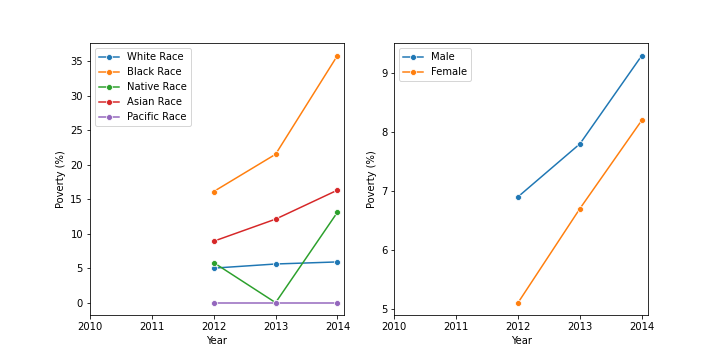 White Race
Black Race
Native Race
Asian Race
Pacific Race
35
30
25
20
15
10
5
0
Poverty (%)
2010 2011 2012 2013 2014
Year
Male
Female
9
8
7
6
5
Poverty (%)
2010 2011 2012 2013 2014
Year